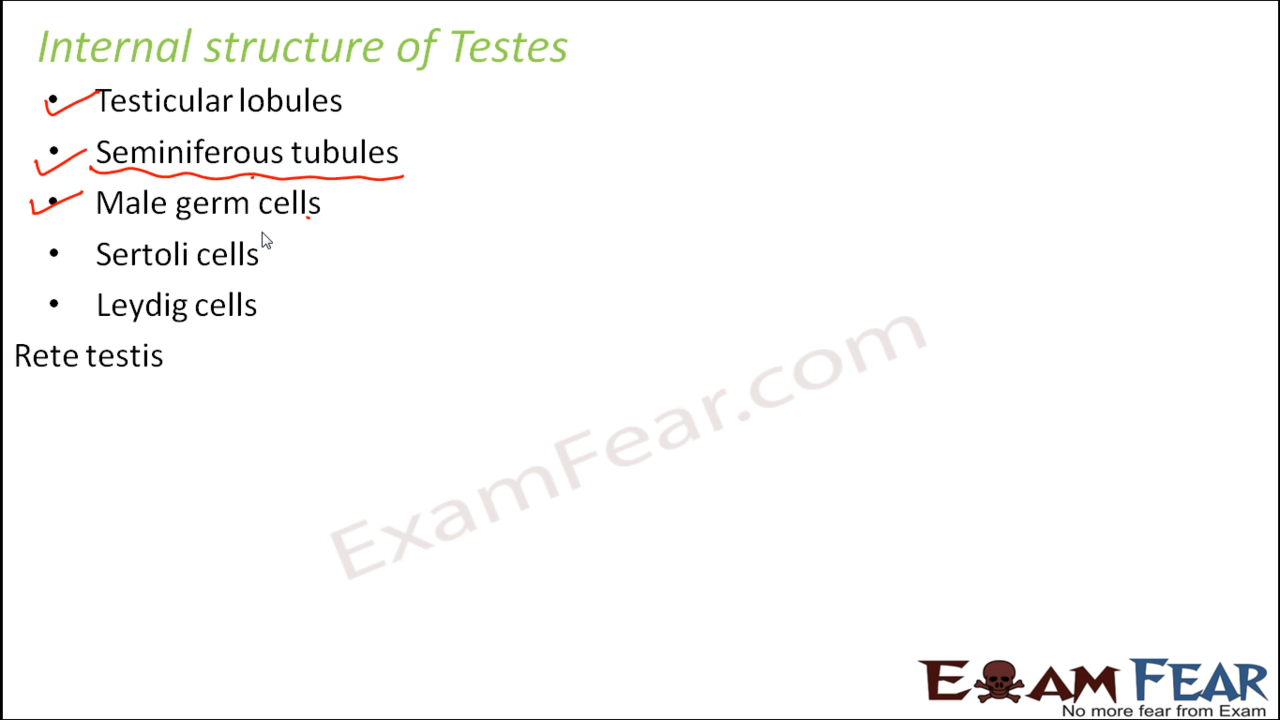 Internal structure of Testes
• Testicular lobules
• Seminiferous tubules
• Male germ cells
• Sertoli cells
• Leydig cells
Rete testis
ExamFear.com
EXAM FEAR
No more fear from Exam